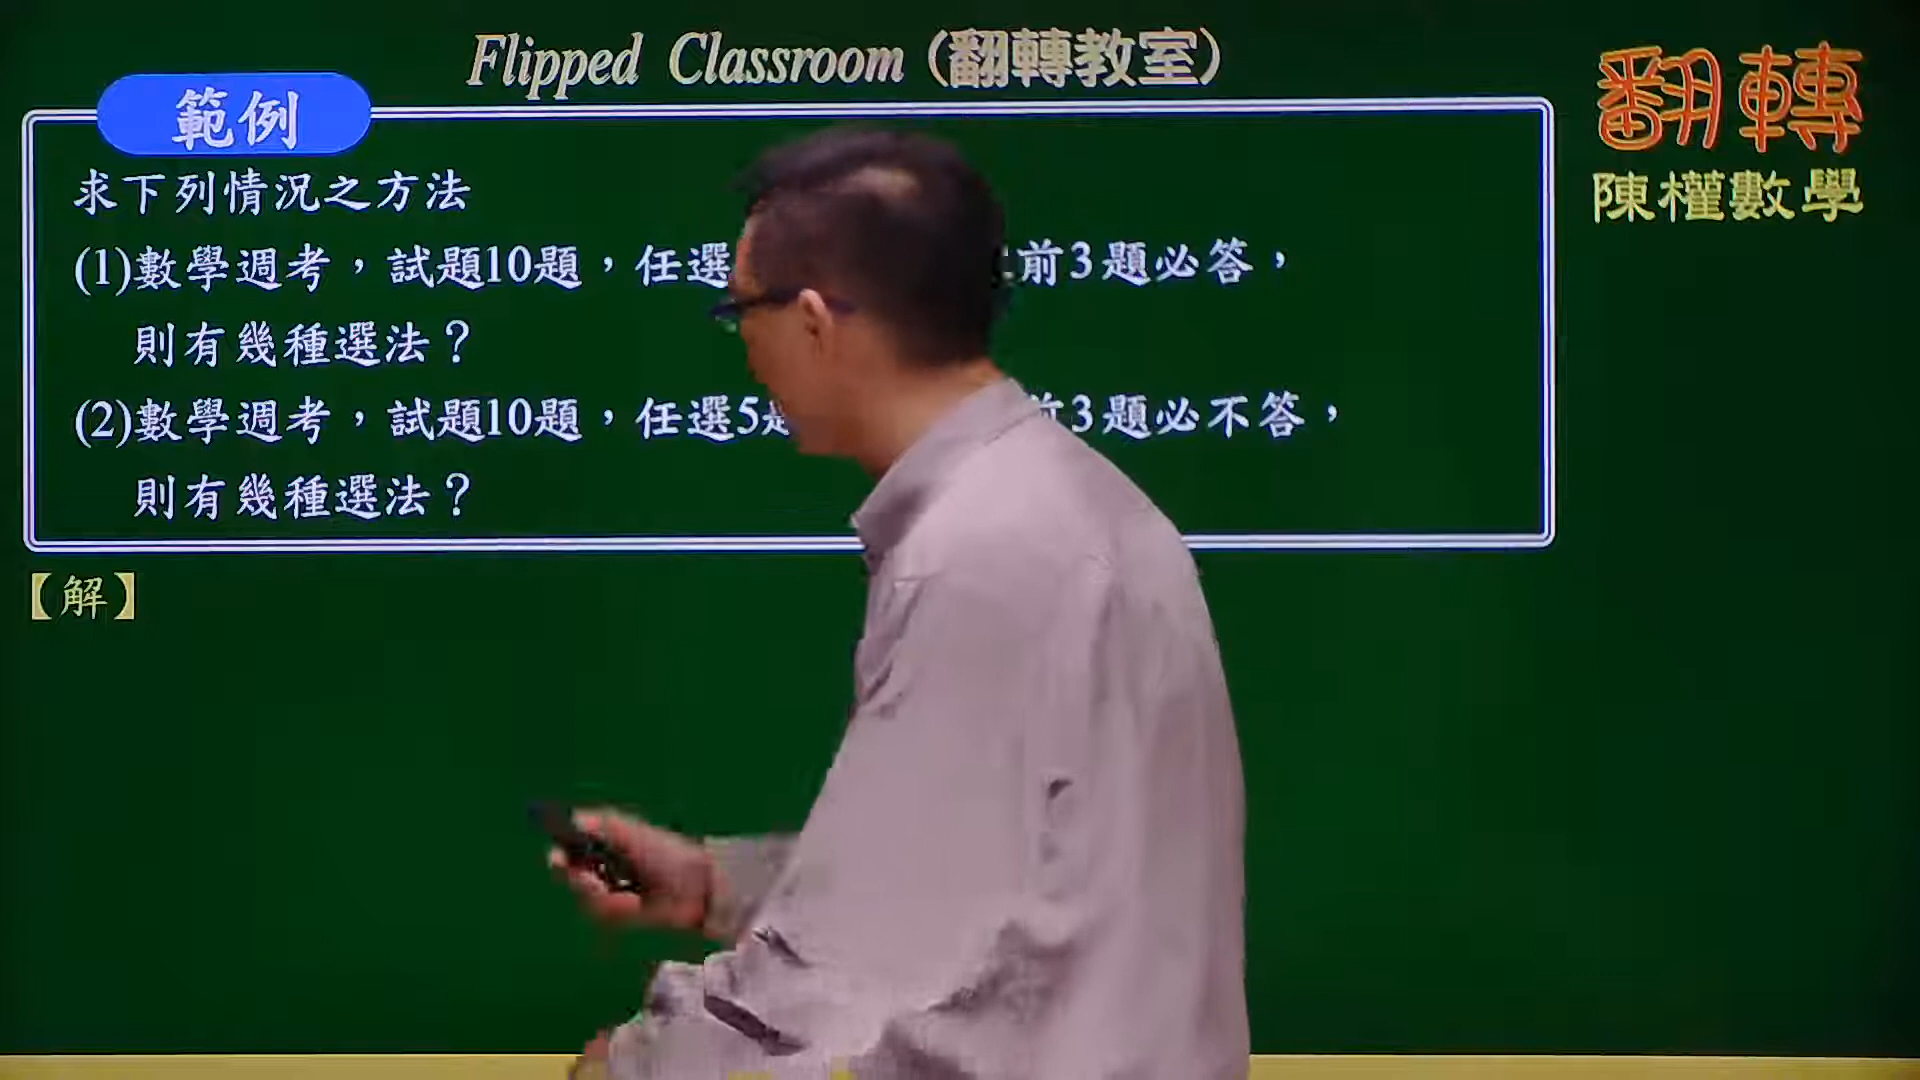 Flipped Classroom (翻轉教室)
翻轉
陳權數學
範例
求下列情況之方法
(1)數學週考,試題10題,任選 前3題必答,
則有幾種選法?
(2)數學週考,試題10題,任選5 前3題必不答,
則有幾種選法?
【解】